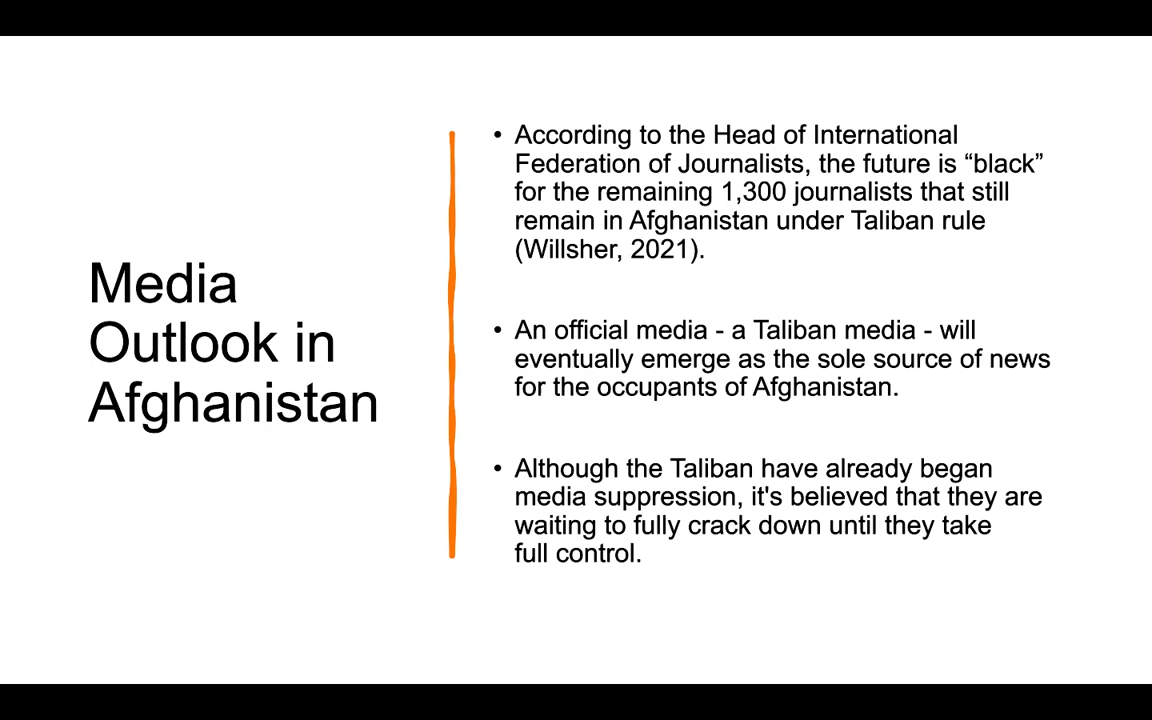 Media
Outlook in
Afghanistan
• According to the Head of International
Federation of Journalists, the future is “black”
for the remaining 1,300 journalists that still
remain in Afghanistan under Taliban rule
(Willsher, 2021).
• An official media - a Taliban media - will
eventually emerge as the sole source of news
for the occupants of Afghanistan.
• Although the Taliban have already began
media suppression, it's believed that they are
waiting to fully crack down until they take
full control.